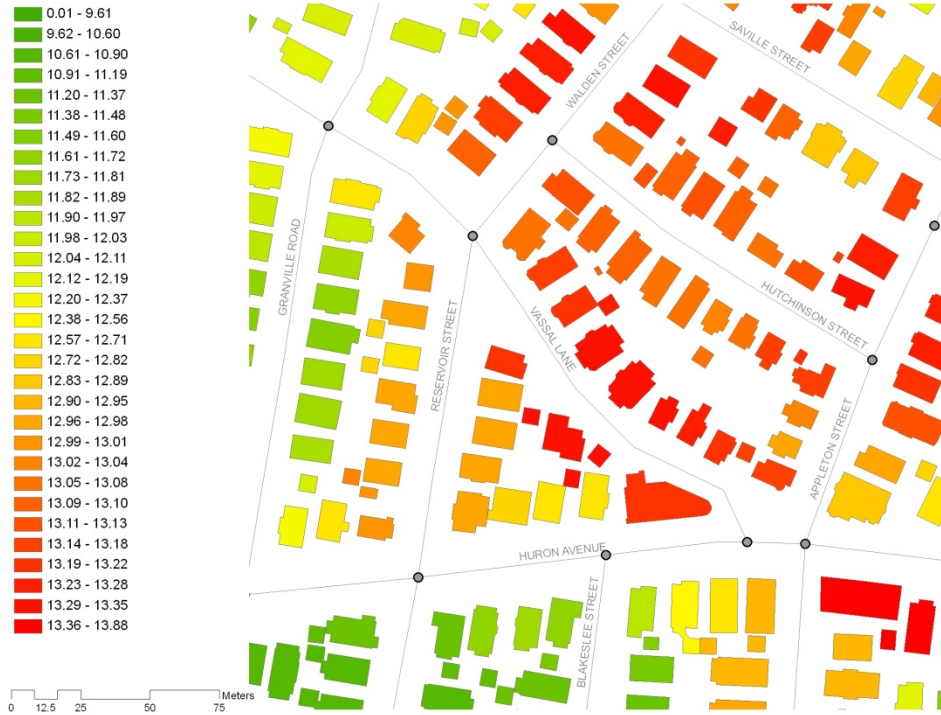 0.01 - 9.61
9.62 - 10.60
10.61 - 10.90
10.91 - 11.19
11.20 - 11.37
11.38 - 11.48
11.49 - 11.60
11.61 - 11.72
11.73 - 11.81
11.82 - 11.89
11.90 - 11.97
11.98 - 12.03
12.04 - 12.11
12.12 - 12.19
12.20 - 12.37
12.38 - 12.56
12.57 - 12.71
12.72 - 12.82
12.83 - 12.89
12.90 - 12.95
12.96 - 12.98
12.99 - 13.01
13.02 - 13.04
13.05 - 13.08
13.09 - 13.10
13.11 - 13.13
13.14 - 13.18
13.19 - 13.22
13.23 - 13.28
13.29 - 13.35
13.36 - 13.88
Meters
0 12.5 25 50 75
SAVILLE STREET
WALDEN STREET
GRANVILLE ROAD
RESERVOIR STREET
VASSAL LANE
HUTCHINSON STREET
APPLETON STREET
HURON AVENUE
BLAKESLEE STREET